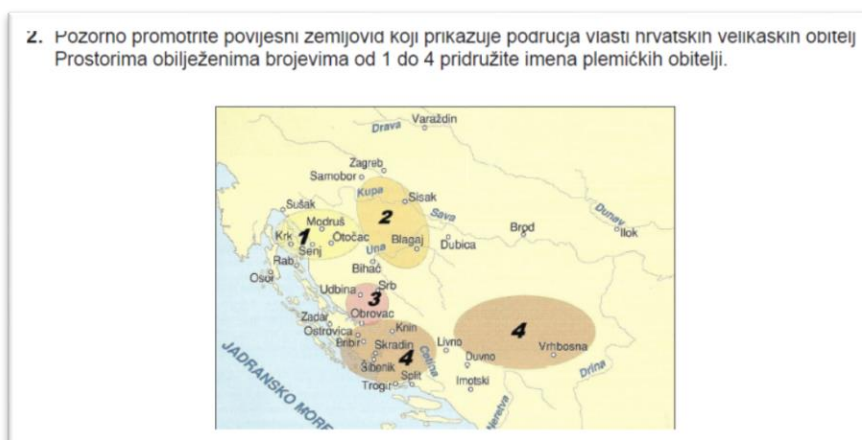 2. Pozorno promotrite povijesni zemljovid koji prikazuje područja vlasti hrvatskih velikaških obitelj
Prostorima obilježenima brojevima od 1 do 4 pridružite imena plemićkih obitelji.
Varaždin
Drava
Zagreb
Samobor
Kupa
Sisak
Sušak
2
Sava
Modruš
Dunav
Krk 1 Otočac Blagaj
Brod
Ilok
Senj
Una
Dubica
Rab
Bihać
Osor
Udbina Srb
3
Zadar
Obrovac
Ostrovica
Knin
4
Bribir Skradin
Livno
Vrhbosna
4
Cetina
Duvno
Šibenik
Drina
Split
Imotski
Trogir
Neretva
JADRANSKO MORE